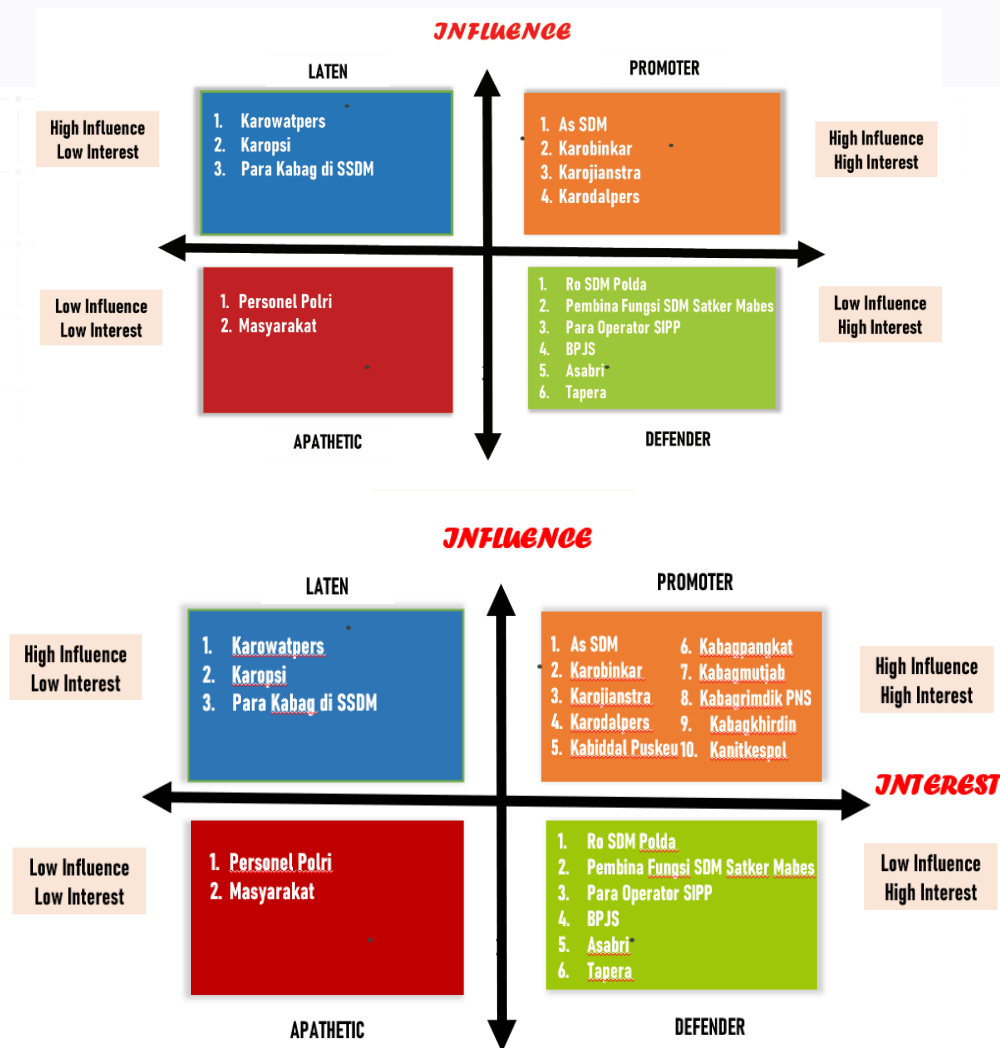 INFLUENCE
LATEN
PROMOTER
High Influence
Low Interest
1. Karowatpers
2. Karopsi
3. Para Kabag di SSDM
1. As SDM
2. Karobinkar
3. Karojianstra
4. Karodalpers
High Influence
High Interest
Low Influence
Low Interest
1. Personel Polri
2. Masyarakat
1. Ro SDM Polda
2. Pembina Fungsi SDM Satker Mabes
3. Para Operator SIPP
4. BPJS
5. Asabri
6. Tapera
Low Influence
High Interest
APATHETIC
DEFENDER
INFLUENCE
LATEN
PROMOTER
High Influence
Low Interest
1. Karowatpers
2. Karopsi
3. Para Kabag di SSDM
1. As SDM
2. Karobinkar
3. Karojianstra
4. Karodalpers
5. Kabiddal Puskeu
6. Kabagpangkat
7. Kabagmutjab
8. Kabagrimdik PNS
9. Kabagkhirdin
10. Kanitkespol
High Influence
High Interest
INTEREST
Low Influence
Low Interest
1. Personel Polri
2. Masyarakat
1. Ro SDM Polda
2. Pembina Fungsi SDM Satker Mabes
3. Para Operator SIPP
4. BPJS
5. Asabri
6. Tapera
Low Influence
High Interest
APATHETIC
DEFENDER